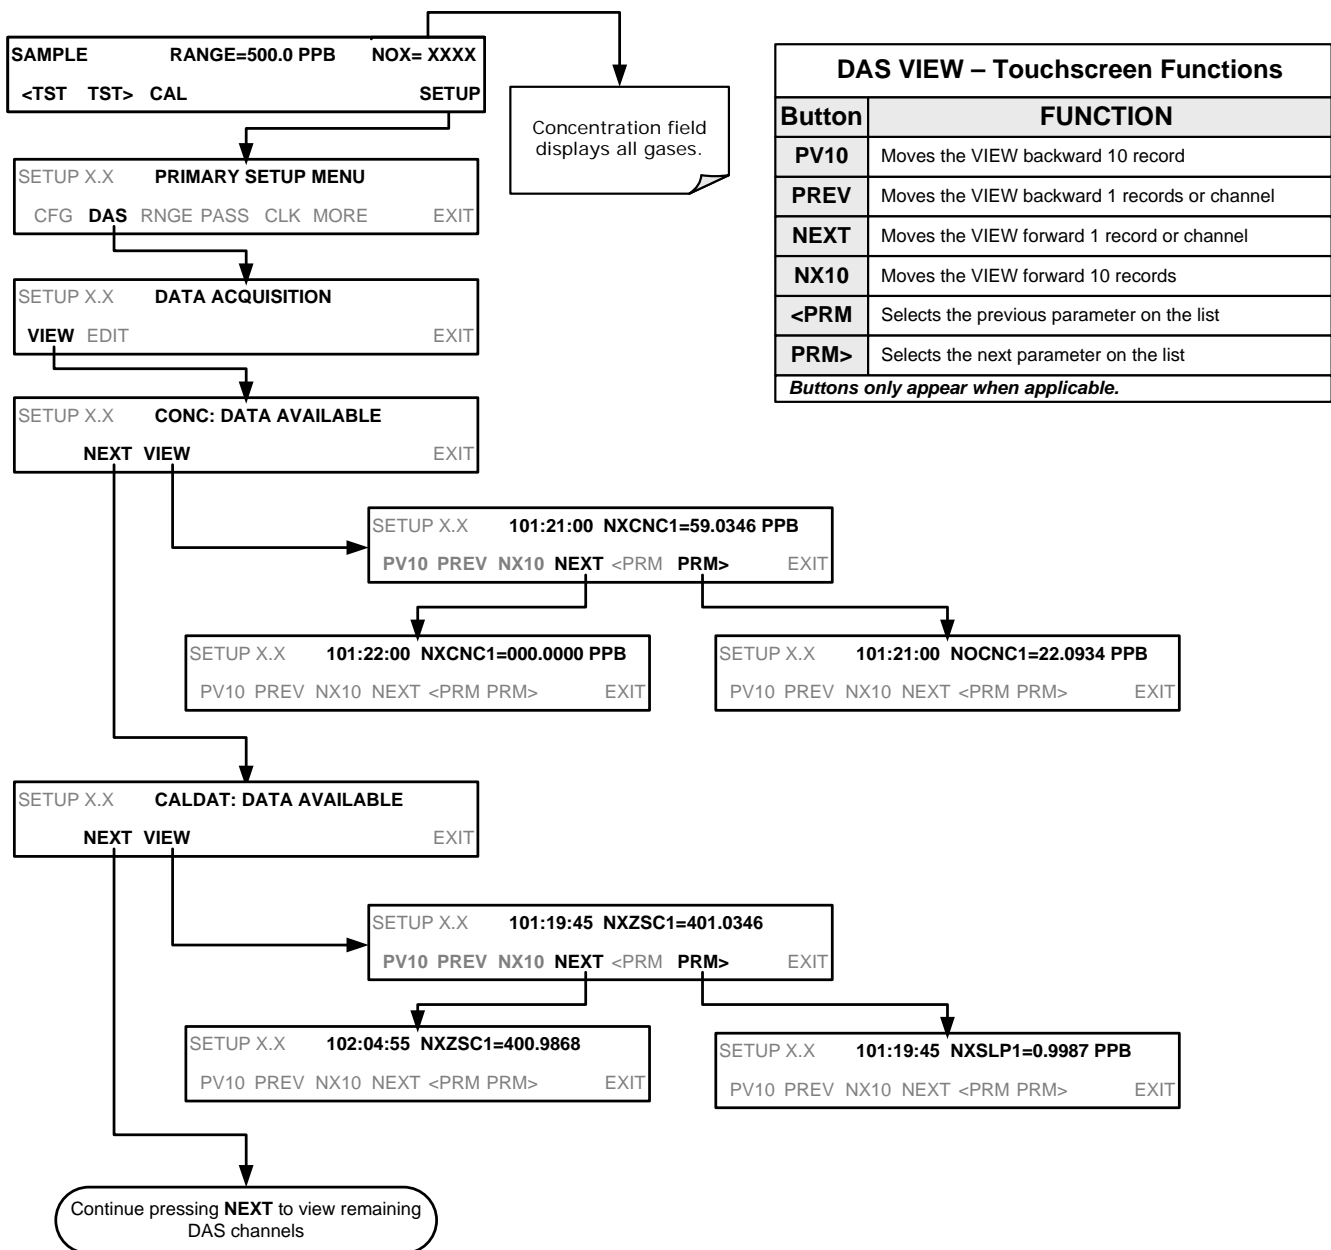 SAMPLE RANGE=500.0 PPB NOX= XXXX
<TST TST> CAL SETUP
Concentration field
displays all gases.
DAS VIEW – Touchscreen Functions
Button FUNCTION
PV10 Moves the VIEW backward 10 record
PREV Moves the VIEW backward 1 records or channel
NEXT Moves the VIEW forward 1 record or channel
NX10 Moves the VIEW forward 10 records
<PRM Selects the previous parameter on the list
PRM> Selects the next parameter on the list
Buttons only appear when applicable.
SETUP X.X PRIMARY SETUP MENU
CFG DAS RNGE PASS CLK MORE EXIT
SETUP X.X DATA ACQUISITION
VIEW EDIT EXIT
SETUP X.X CONC: DATA AVAILABLE
NEXT VIEW EXIT
SETUP X.X 101:21:00 NXCNC1=59.0346 PPB
PV10 PREV NX10 NEXT <PRM PRM> EXIT
SETUP X.X 101:22:00 NXCNC1=000.0000 PPB
PV10 PREV NX10 NEXT <PRM PRM> EXIT
SETUP X.X 101:21:00 NOCNC1=22.0934 PPB
PV10 PREV NX10 NEXT <PRM PRM> EXIT
SETUP X.X CALDAT: DATA AVAILABLE
NEXT VIEW EXIT
SETUP X.X 101:19:45 NXZSC1=401.0346
PV10 PREV NX10 NEXT <PRM PRM> EXIT
SETUP X.X 102:04:55 NXZSC1=400.9868
PV10 PREV NX10 NEXT <PRM PRM> EXIT
SETUP X.X 101:19:45 NXSLP1=0.9987 PPB
PV10 PREV NX10 NEXT <PRM PRM> EXIT
Continue pressing NEXT to view remaining
DAS channels